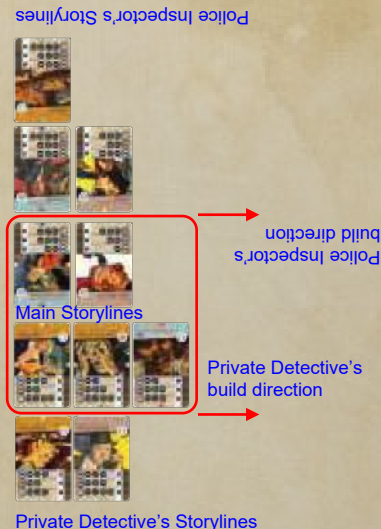 Police Inspector's Storylines
Police Inspector's
build direction
Main Storylines
Private Detective's
build direction
Private Detective's Storylines